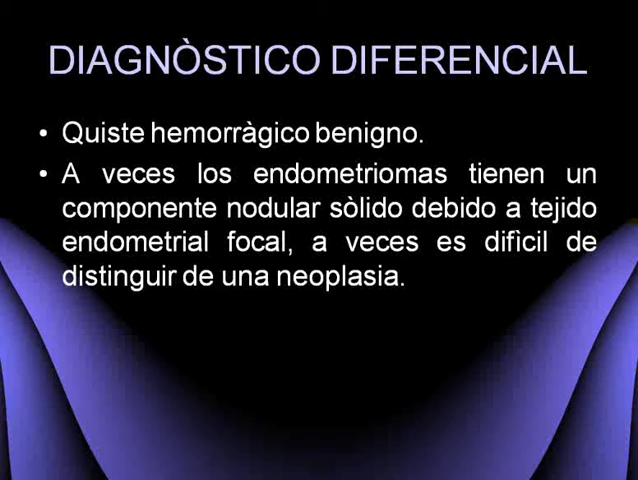 DIAGNÒSTICO DIFERENCIAL
• Quiste hemorràgico benigno.
• A veces los endometriomas tienen un
componente nodular sòlido debido a tejido
endometrial focal, a veces es difìcil de
distinguir de una neoplasia.